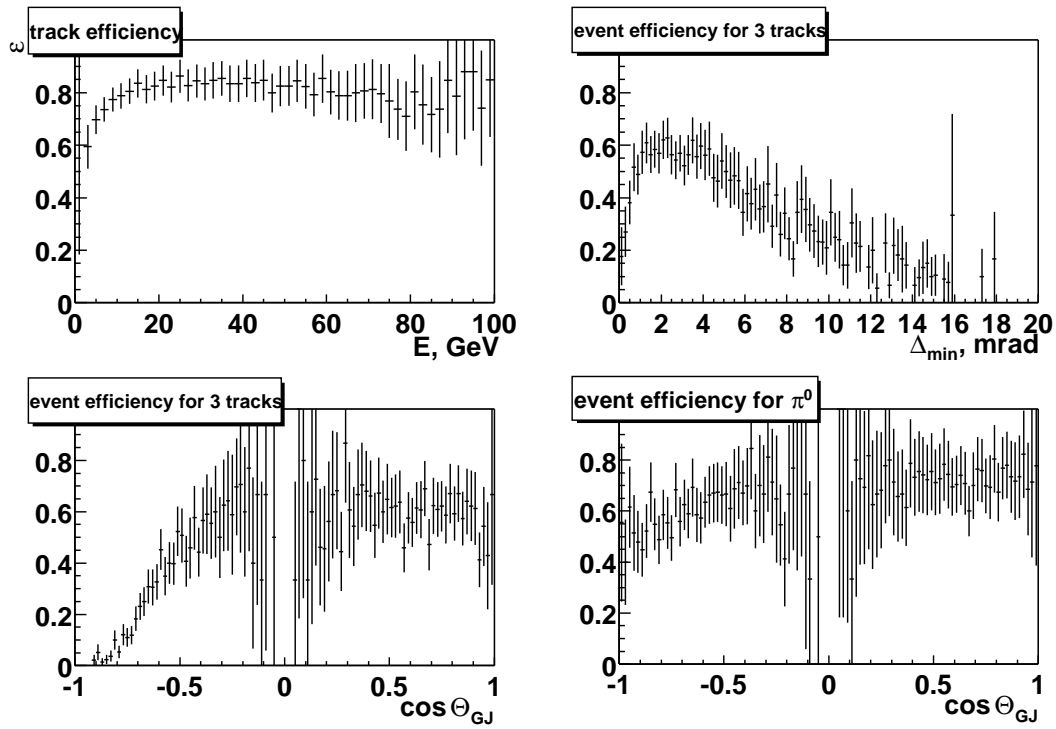 track efficiency
ε
0.8
0.6
0.4
0.2
0
0 20 40 60 80 100
E, GeV
event efficiency for 3 tracks
0.8
0.6
0.4
0.2
0
0 2 4 6 8 10 12 14 16 18 20
Δmin, mrad
event efficiency for 3 tracks
0.8
0.6
0.4
0.2
0
-1 -0.5 0 0.5 1
cos ΘGJ
event efficiency for π⁰
0.8
0.6
0.4
0.2
0
-1 -0.5 0 0.5 1
cos ΘGJ